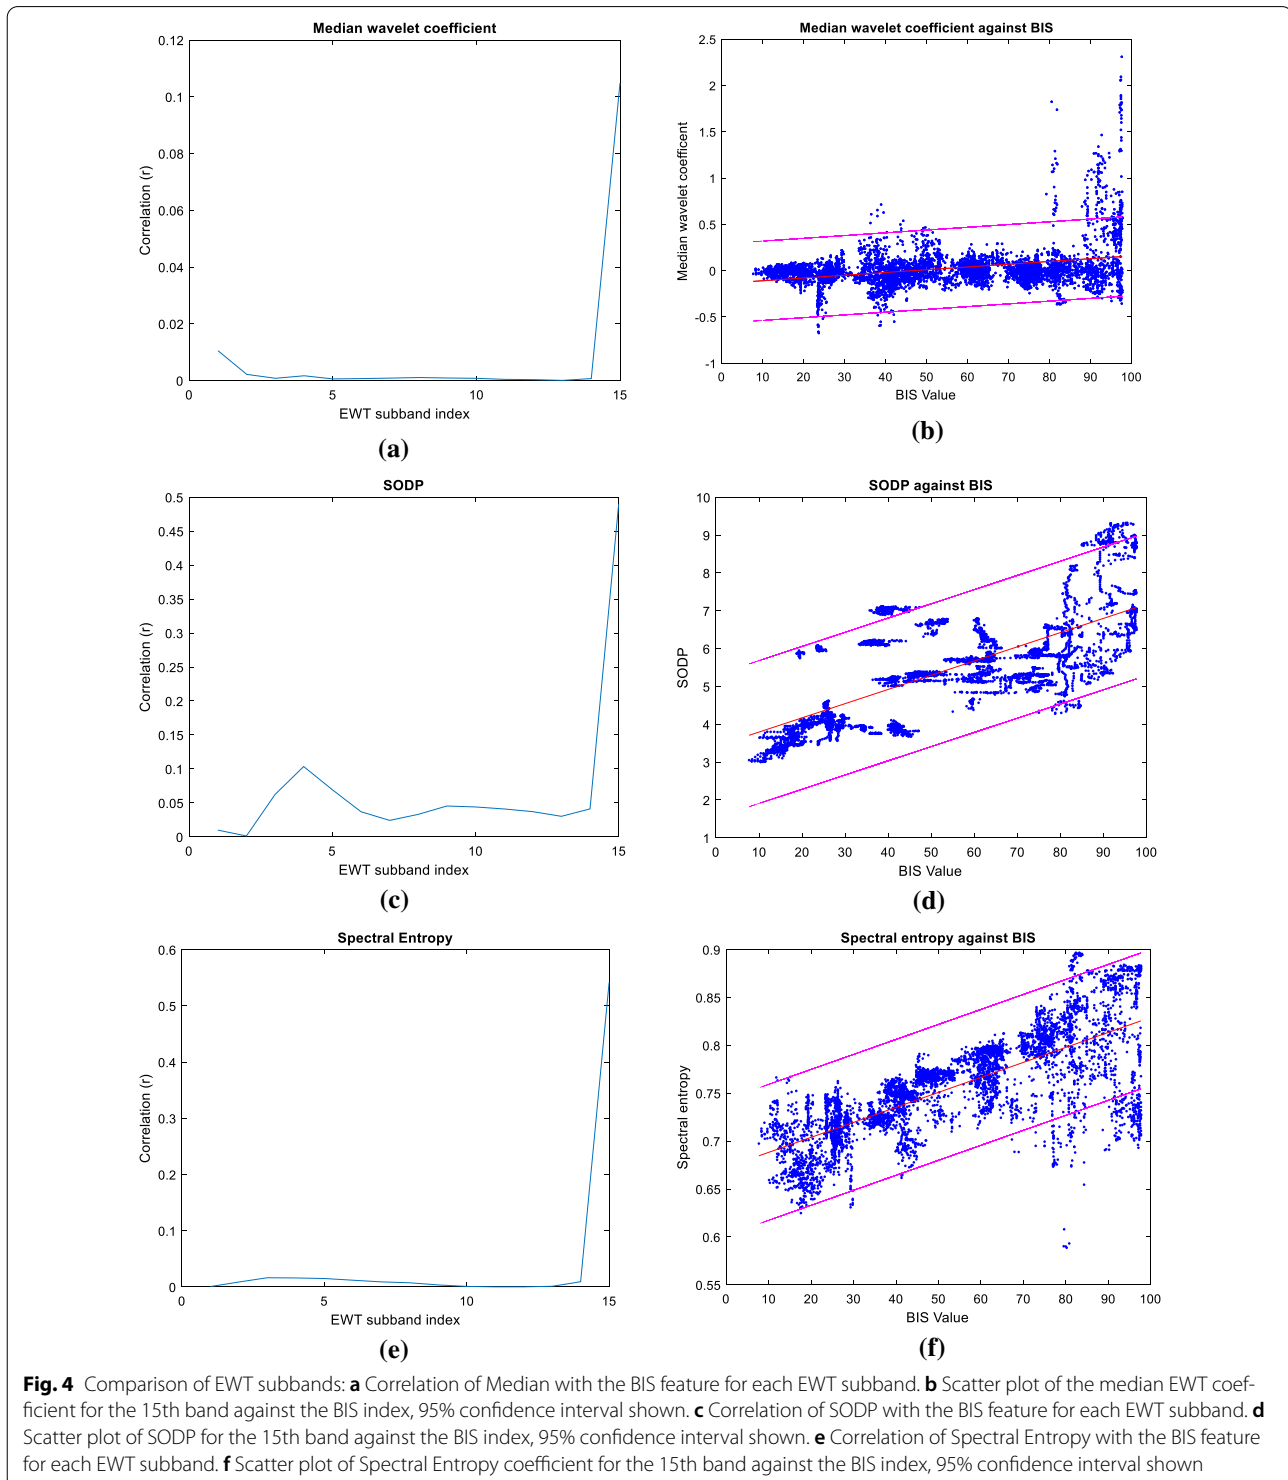 Median wavelet coefficient
0.12
0.1
0.08
0.06
0.04
0.02
0
Correlation (r)
0 5 10 15
EWT subband index
(a)
Median wavelet coefficient against BIS
2.5
2
1.5
1
0.5
0
-0.5
-1
Median wavelet coefficent
0 10 20 30 40 50 60 70 80 90 100
BIS Value
(b)
SODP
0.5
0.45
0.4
0.35
0.3
0.25
0.2
0.15
0.1
0.05
0
Correlation (r)
0 5 10 15
EWT subband index
(c)
SODP against BIS
10
9
8
7
6
5
4
3
2
1
SODP
0 10 20 30 40 50 60 70 80 90 100
BIS Value
(d)
Spectral Entropy
0.6
0.5
0.4
0.3
0.2
0.1
0
Correlation (r)
0 5 10 15
EWT subband index
(e)
Spectral entropy against BIS
0.9
0.85
0.8
0.75
0.7
0.65
0.6
0.55
Spectral entropy
0 10 20 30 40 50 60 70 80 90 100
BIS Value
(f)
Fig. 4 Comparison of EWT subbands: a Correlation of Median with the BIS feature for each EWT subband. b Scatter plot of the median EWT coef-
ficient for the 15th band against the BIS index, 95% confidence interval shown. c Correlation of SODP with the BIS feature for each EWT subband. d
Scatter plot of SODP for the 15th band against the BIS index, 95% confidence interval shown. e Correlation of Spectral Entropy with the BIS feature
for each EWT subband. f Scatter plot of Spectral Entropy coefficient for the 15th band against the BIS index, 95% confidence interval shown